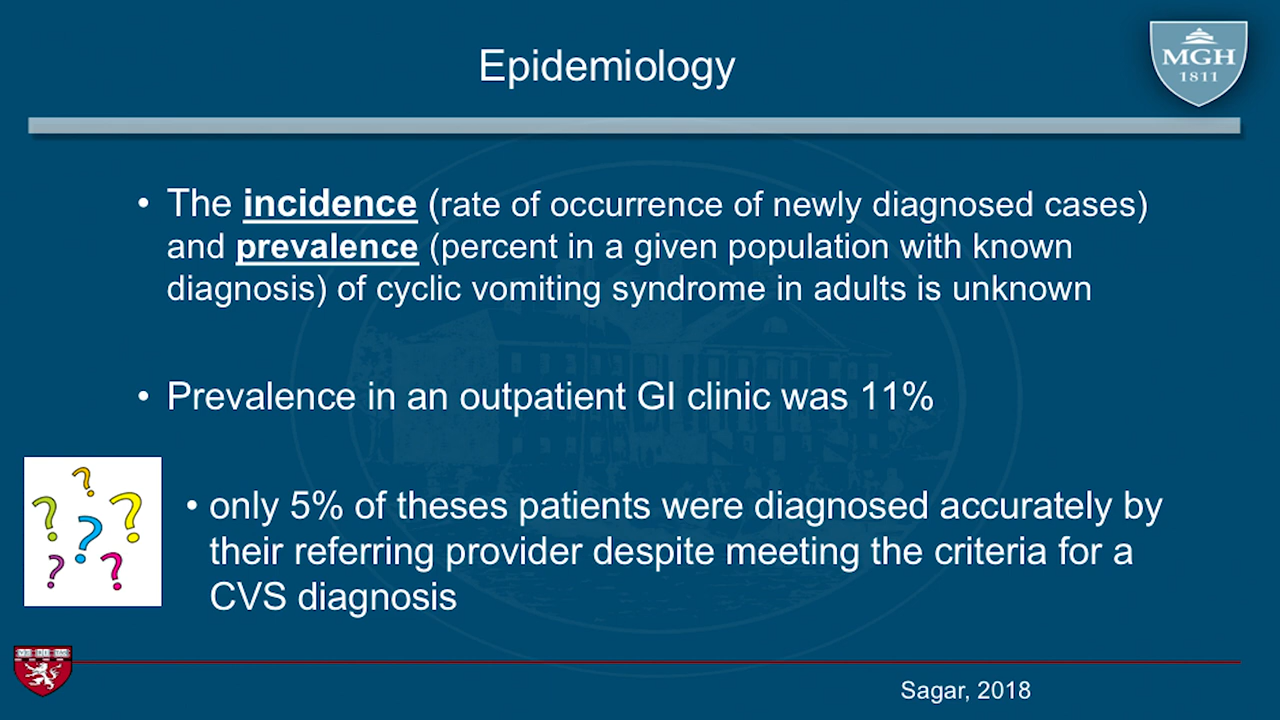 Epidemiology
MGH
1811
• The incidence (rate of occurrence of newly diagnosed cases)
and prevalence (percent in a given population with known
diagnosis) of cyclic vomiting syndrome in adults is unknown
• Prevalence in an outpatient GI clinic was 11%
? ? ? ? ? ?
• only 5% of theses patients were diagnosed accurately by
their referring provider despite meeting the criteria for a
CVS diagnosis
Sagar, 2018